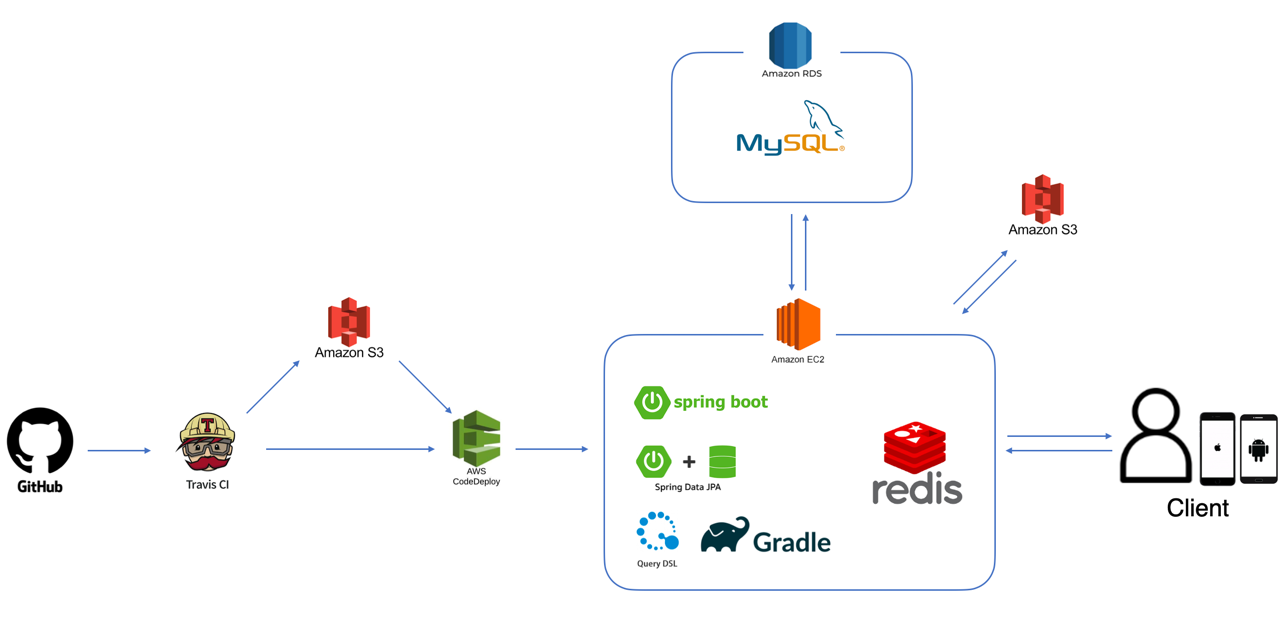 Amazon RDS
MySQL®
Amazon S3
Amazon S3
Amazon EC2
spring boot
GitHub
T
Travis CI
AWS
CodeDeploy
+
Spring Data JPA
redis
Query DSL
Gradle
Client